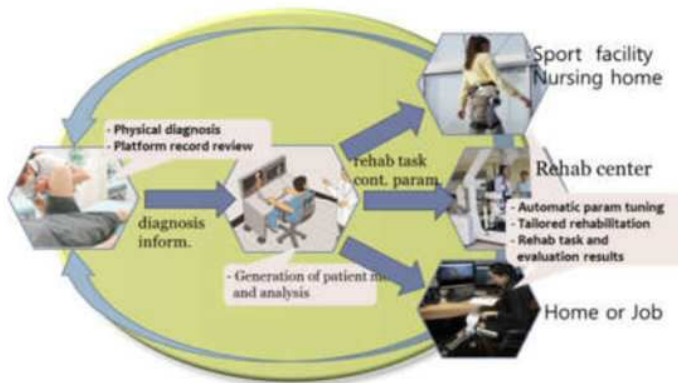 Sport facility
Nursing home
- Physical diagnosis
- Platform record review
rehab task
cont. param.
Rehab center
diagnosis
inform.
- Automatic param tuning
- Tailored rehabilitation
- Rehab task and
evaluation results
- Generation of patient
and analysis
Home or Job